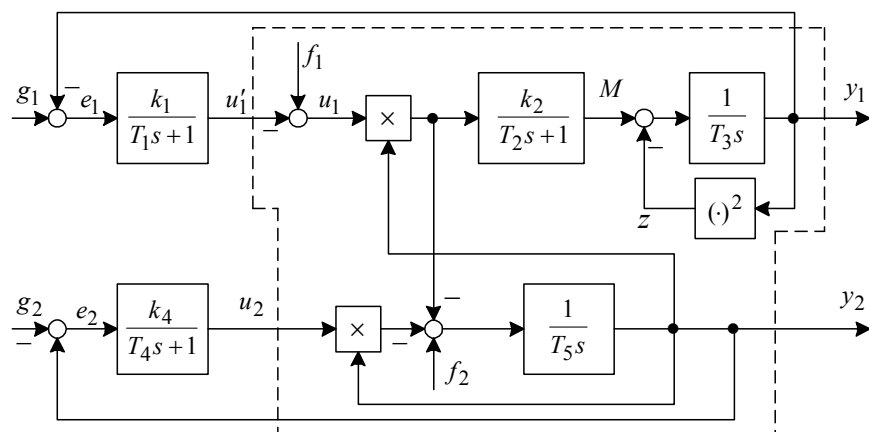 f₁
g₁ − e₁ k₁ / (T₁s + 1) u′₁ − u₁ × k₂ / (T₂s + 1) M − 1 / (T₃s) y₁
z (·)²
g₂ − e₂ k₄ / (T₄s + 1) u₂ × − − 1 / (T₅s) y₂
f₂